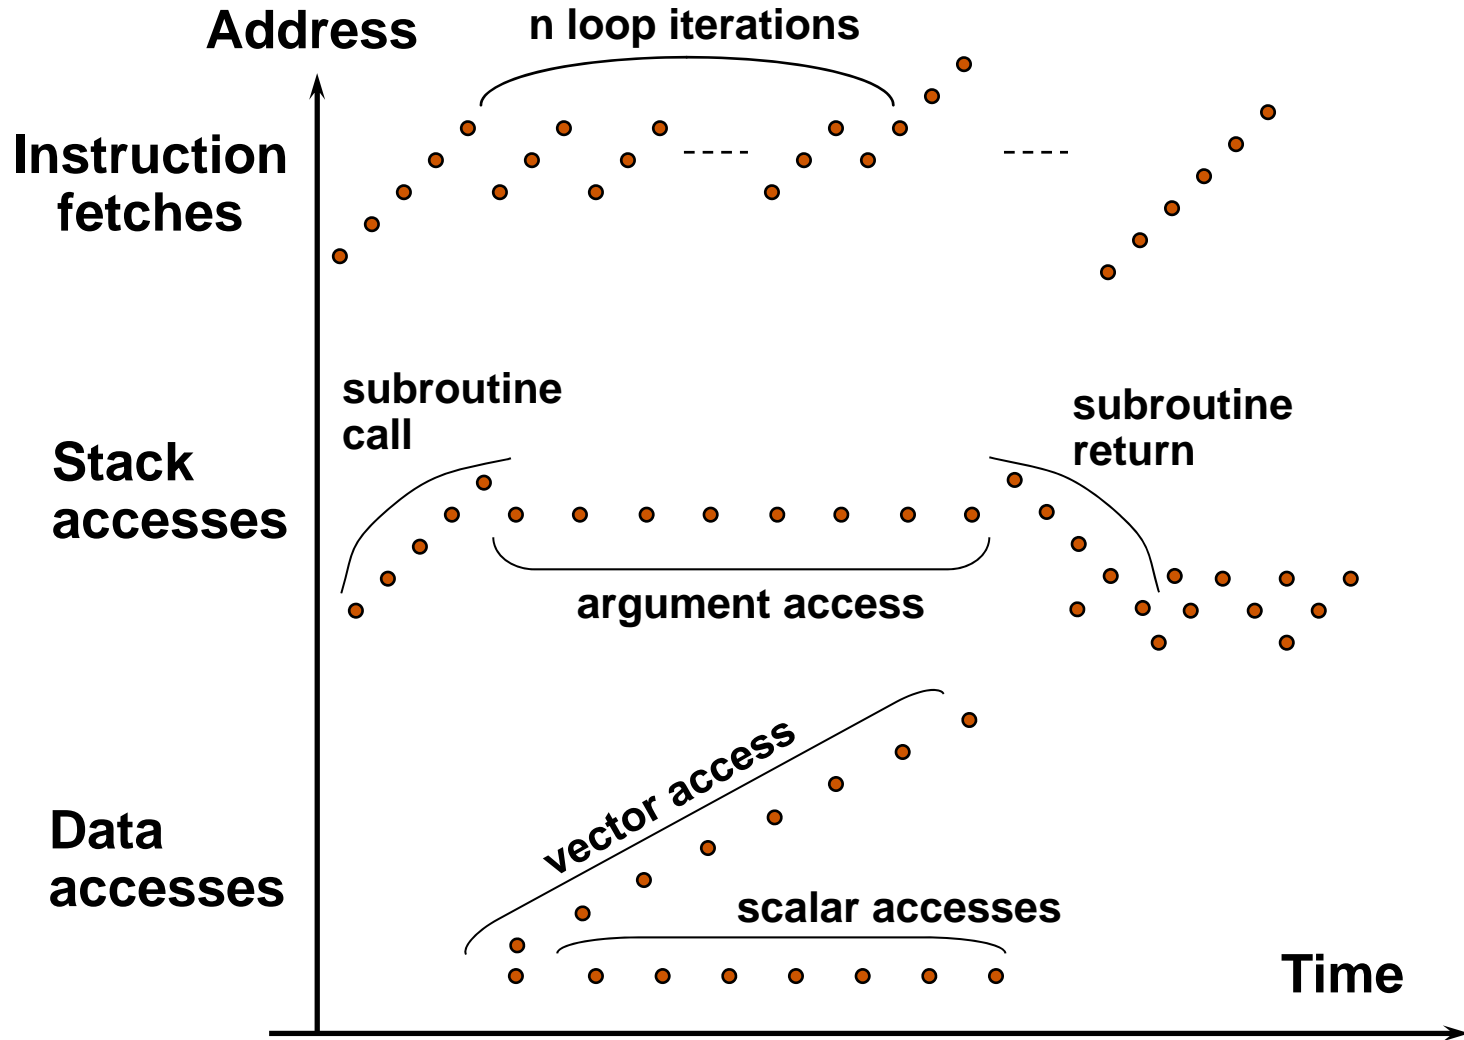 Address
n loop iterations
Instruction
fetches
subroutine
call
subroutine
return
Stack
accesses
argument access
vector access
Data
accesses
scalar accesses
Time